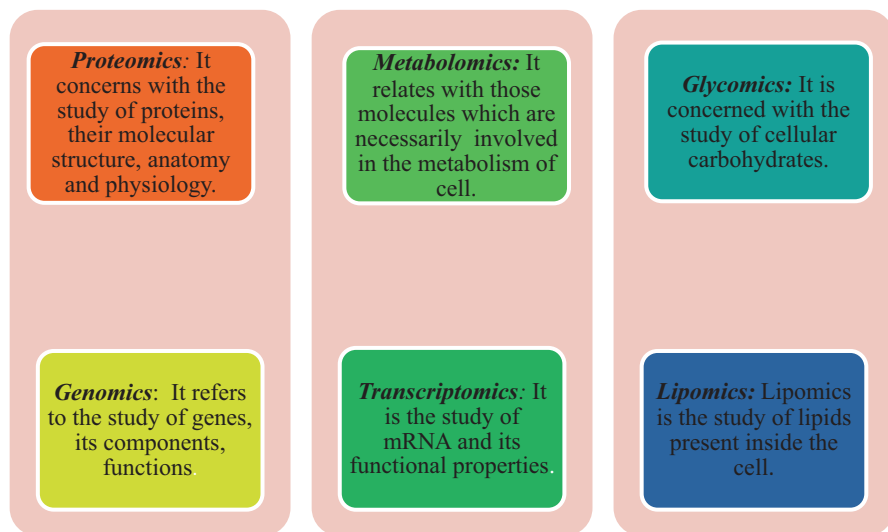 Proteomics: It
concerns with the
study of proteins,
their molecular
structure, anatomy
and physiology.
Metabolomics: It
relates with those
molecules which are
necessarily involved
in the metabolism of
cell.
Glycomics: It is
concerned with the
study of cellular
carbohydrates.
Genomics: It refers
to the study of genes,
its components,
functions.
Transcriptomics: It
is the study of
mRNA and its
functional properties.
Lipomics: Lipomics
is the study of lipids
present inside the
cell.